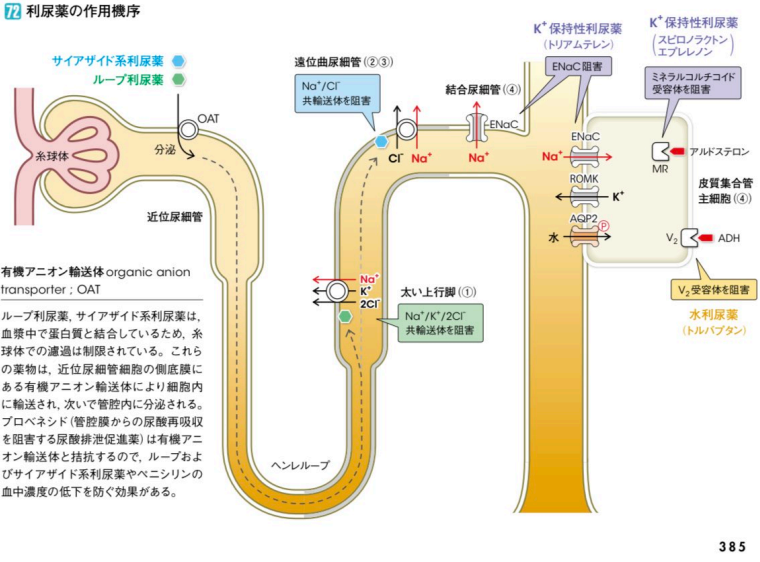 72 利尿薬の作用機序
サイアザイド系利尿薬
ループ利尿薬
OAT
分泌
糸球体
近位尿細管
有機アニオン輸送体 organic anion
transporter ; OAT
ループ利尿薬, サイアザイド系利尿薬は,
血漿中で蛋白質と結合しているため, 糸
球体での濾過は制限されている。これら
の薬物は, 近位尿細管細胞の側底膜に
ある有機アニオン輸送体により細胞内
に輸送され, 次いで管腔内に分泌される。
プロベネシド(管腔膜からの尿酸再吸収
を阻害する尿酸排泄促進薬)は有機アニ
オン輸送体と拮抗するので, ループおよ
びサイアザイド系利尿薬やペニシリンの
血中濃度の低下を防ぐ効果がある。
遠位曲尿細管(②③)
Na⁺/Cl⁻
共輸送体を阻害
Cl⁻ Na⁺
結合尿細管(④)
ENaC
Na⁺
Na⁺
K⁺
2Cl⁻
太い上行脚(①)
Na⁺/K⁺/2Cl⁻
共輸送体を阻害
ヘンレループ
K⁺保持性利尿薬
(トリアムテレン)
ENaC阻害
K⁺保持性利尿薬
(スピロノラクトン
エプレレノン)
ミネラルコルチコイド
受容体を阻害
ENaC
Na⁺
ROMK
K⁺
AQP2
P
水
MR
アルドステロン
皮質集合管
主細胞(④)
V₂
ADH
V₂受容体を阻害
水利尿薬
(トルバプタン)
385